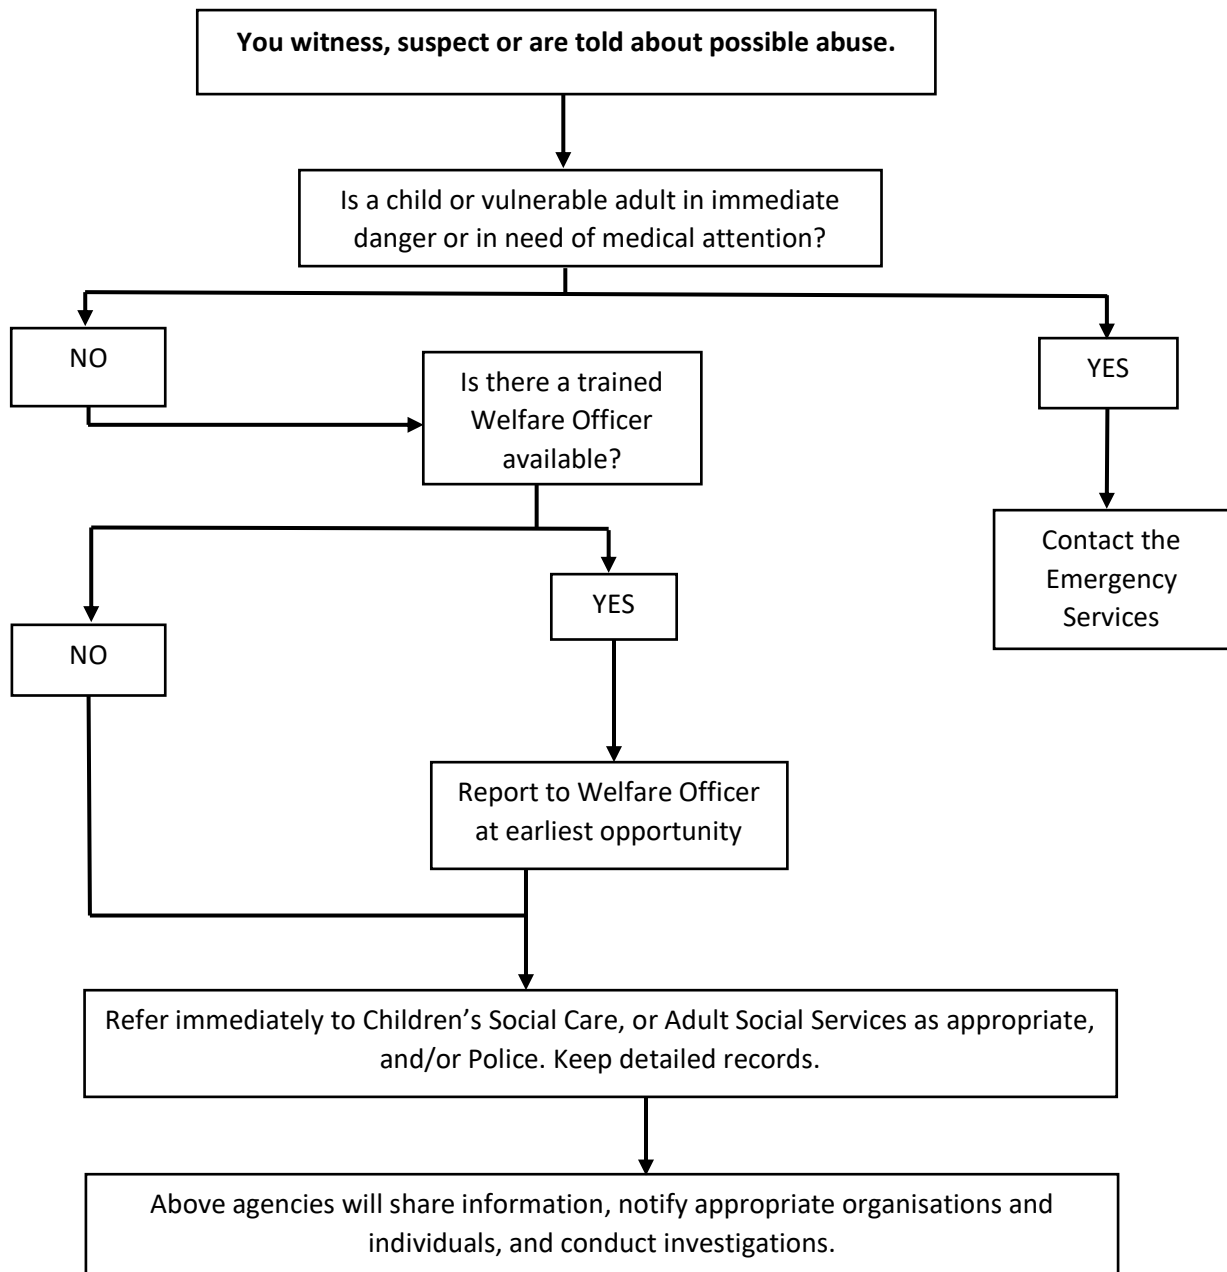 You witness, suspect or are told about possible abuse.
Is a child or vulnerable adult in immediate
danger or in need of medical attention?
NO
YES
Is there a trained
Welfare Officer
available?
Contact the
Emergency
Services
YES
NO
Report to Welfare Officer
at earliest opportunity
Refer immediately to Children’s Social Care, or Adult Social Services as appropriate,
and/or Police. Keep detailed records.
Above agencies will share information, notify appropriate organisations and
individuals, and conduct investigations.